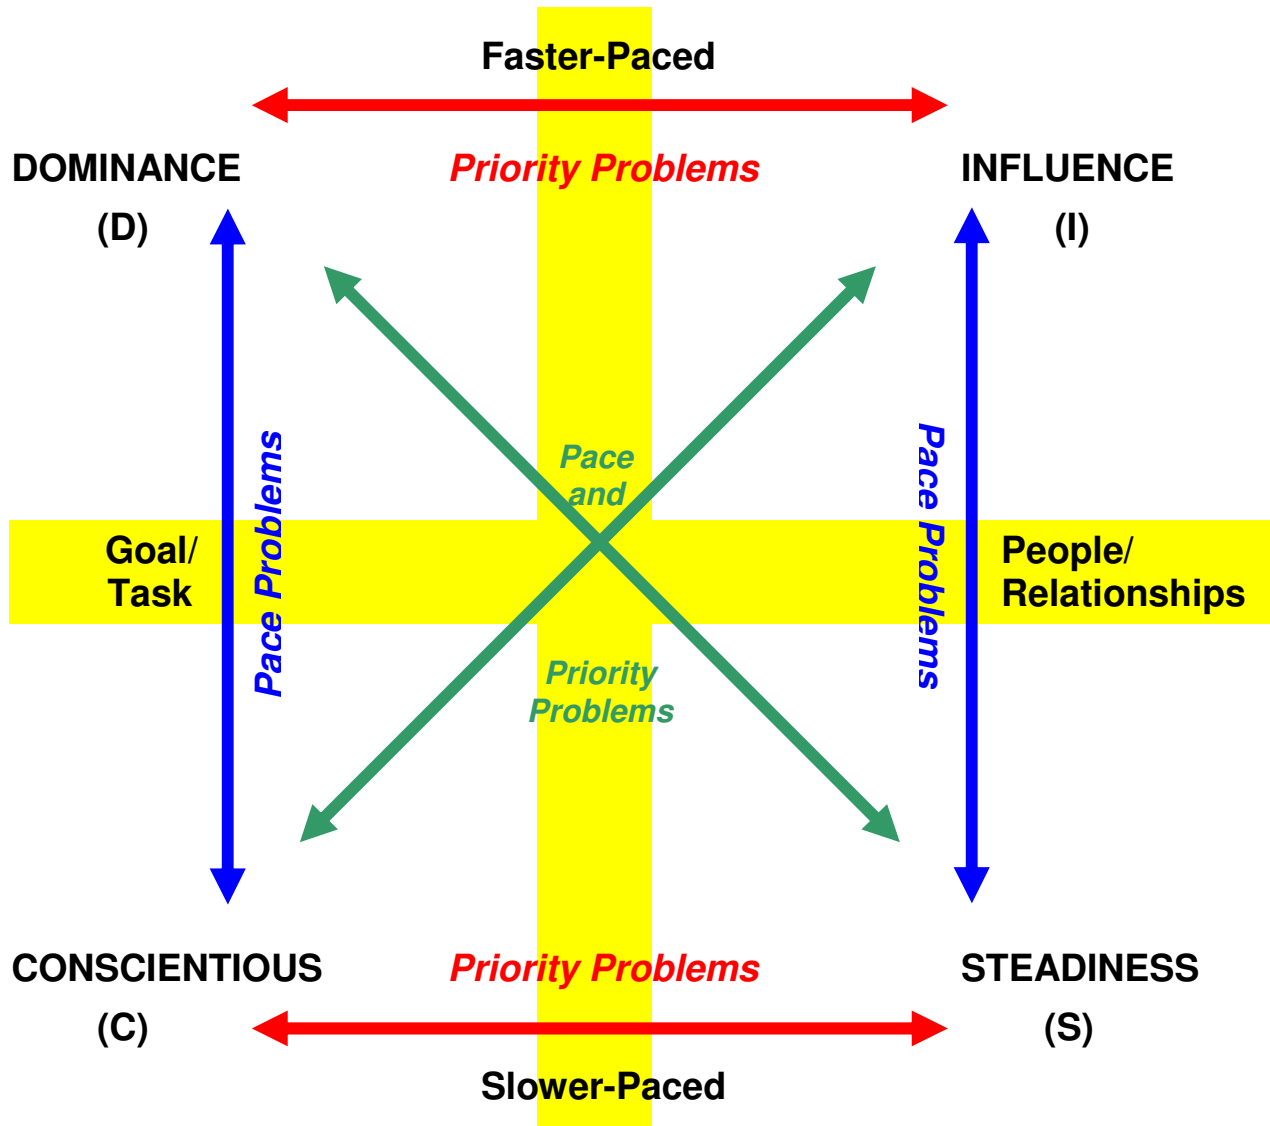 Faster-Paced
DOMINANCE
Priority Problems
INFLUENCE
(D)
(I)
Pace
and
Pace Problems
Pace Problems
Goal/
Task
People/
Relationships
Priority
Problems
CONSCIENTIOUS
Priority Problems
STEADINESS
(C)
(S)
Slower-Paced